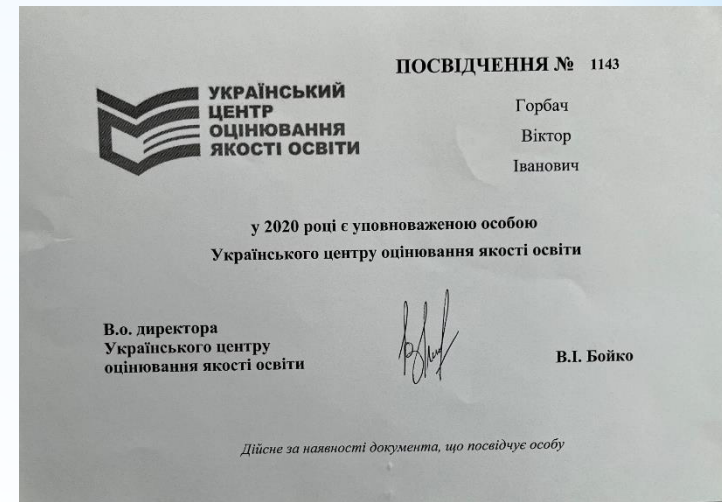 УКРАЇНСЬКИЙ
ЦЕНТР
ОЦІНЮВАННЯ
ЯКОСТІ ОСВІТИ
ПОСВІДЧЕННЯ № 1143
Горбач
Віктор
Іванович
у 2020 році є уповноваженою особою
Українського центру оцінювання якості освіти
В.о. директора
Українського центру
оцінювання якості освіти
В.І. Бойко
Дійсне за наявності документа, що посвідчує особу